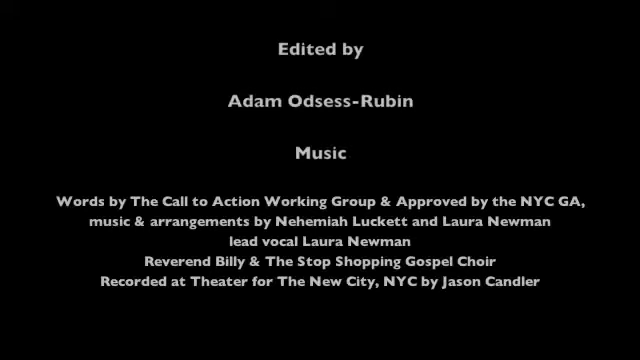 Edited by
Adam Odsess-Rubin
Music
Words by The Call to Action Working Group & Approved by the NYC GA,
music & arrangements by Nehemiah Luckett and Laura Newman
lead vocal Laura Newman
Reverend Billy & The Stop Shopping Gospel Choir
Recorded at Theater for The New City, NYC by Jason Candler